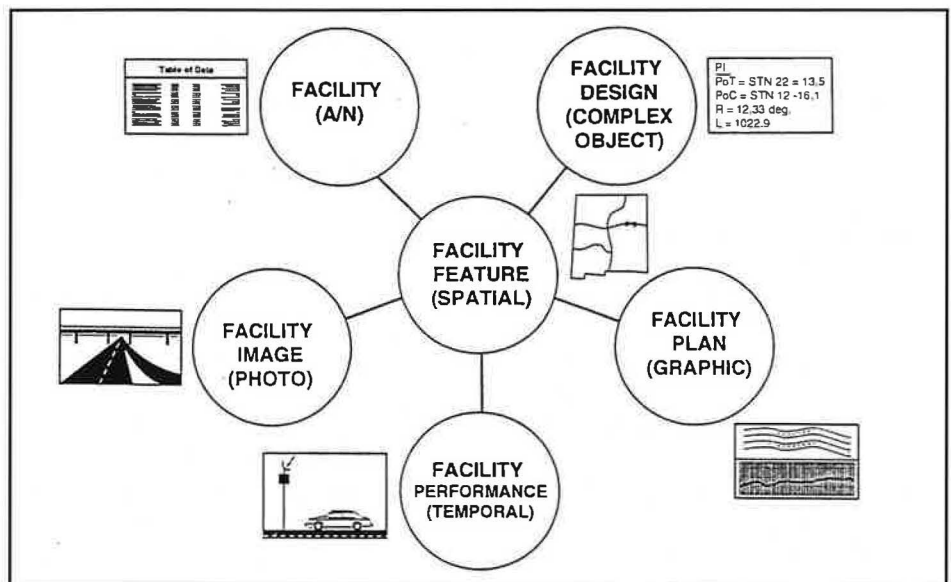 Table of Data
FACILITY
(A/N)
FACILITY
DESIGN
(COMPLEX
OBJECT)
PI
PoT = STN 22 = 13,5
PoC = STN 12 -16,1
R = 12,33 deg.
L = 1022.9
FACILITY
FEATURE
(SPATIAL)
FACILITY
IMAGE
(PHOTO)
FACILITY
PLAN
(GRAPHIC)
FACILITY
PERFORMANCE
(TEMPORAL)